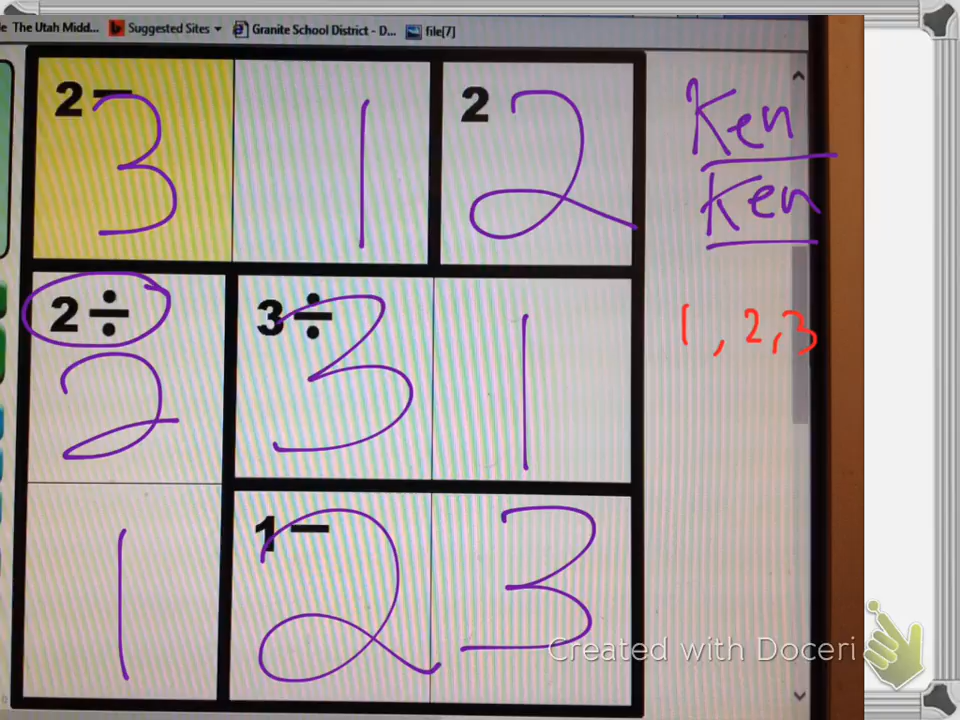 The Utah Midd... Suggested Sites Granite School District - D... file[7]
2− 2
3 1 2
Ken
Ken
2÷ 3÷
1, 2, 3
2 3 1
1−
1 2 3
Created with Doceri